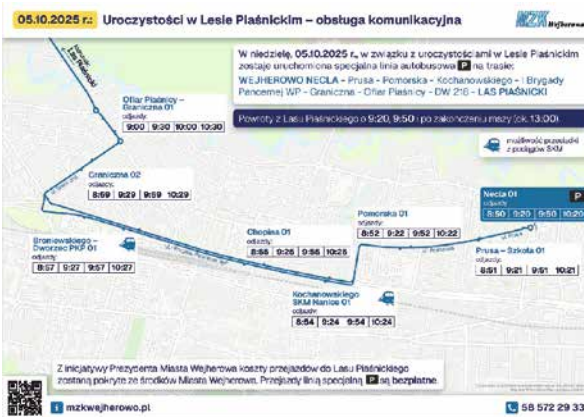 05.10.2025 r.: Uroczystości w Lesie Piaśnickim – obsługa komunikacyjna
MZK Wejherowo
W niedzielę, 05.10.2025 r., w związku z uroczystościami w Lesie Piaśnickim
zostaje uruchomiona specjalna linia autobusowa P na trasie:
WEJHEROWO NECLA - Prusa - Pomorska - Kochanowskiego - I Brygady
Pancernej WP - Graniczna - Ofiar Piaśnicy - DW 218 - LAS PIAŚNICKI
Powroty z Lasu Piaśnickiego o 9:20, 9:50 i po zakończeniu mszy (ok. 13:00).
możliwość przesiadki
z pociągów SKM
Las Piaśnicki
Ofiar Piaśnicy –
Graniczna 01
odjazdy:
9:00 9:30 10:00 10:30
Graniczna 02
odjazdy:
8:59 9:29 9:59 10:29
Broniewskiego –
Dworzec PKP 01
odjazdy:
8:57 9:27 9:57 10:27
Chopina 01
odjazdy:
8:56 9:26 9:56 10:26
Kochanowskiego
SKM Nanice 01
odjazdy:
8:54 9:24 9:54 10:24
Pomorska 01
odjazdy:
8:52 9:22 9:52 10:22
Necla 01
P
odjazdy:
8:50 9:20 9:50 10:20
Prusa – Szkoła 01
odjazdy:
8:51 9:21 9:51 10:21
Z inicjatywy Prezydenta Miasta Wejherowa koszty przejazdów do Lasu Piaśnickiego
zostaną pokryte ze środków Miasta Wejherowa. Przejazdy linią specjalną P są bezpłatne.
mzkwejherowo.pl
58 572 29 33